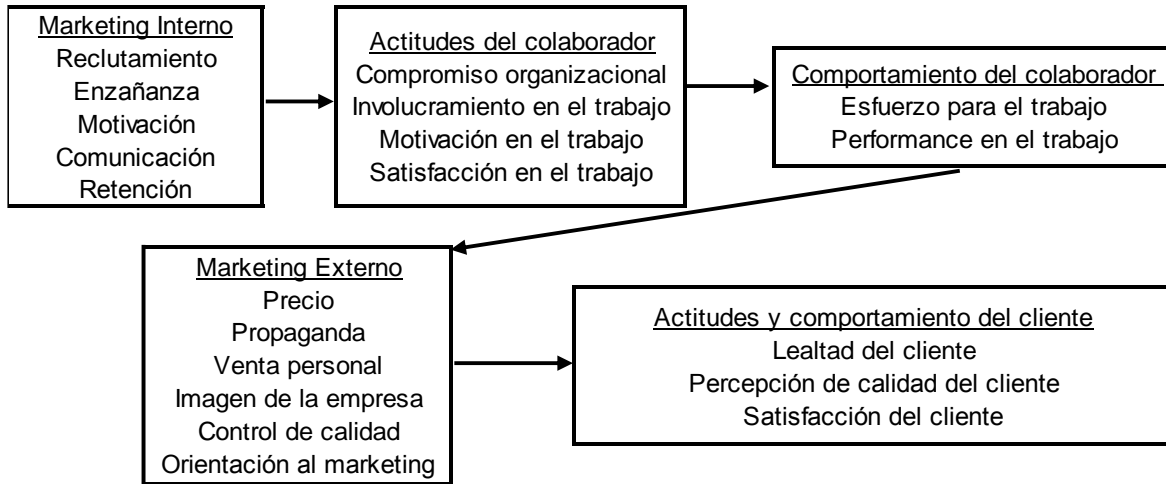 Marketing Interno
Reclutamiento
Enzañanza
Motivación
Comunicación
Retención
Actitudes del colaborador
Compromiso organizacional
Involucramiento en el trabajo
Motivación en el trabajo
Satisfacción en el trabajo
Comportamiento del colaborador
Esfuerzo para el trabajo
Performance en el trabajo
Marketing Externo
Precio
Propaganda
Venta personal
Imagen de la empresa
Control de calidad
Orientación al marketing
Actitudes y comportamiento del cliente
Lealtad del cliente
Percepción de calidad del cliente
Satisfacción del cliente